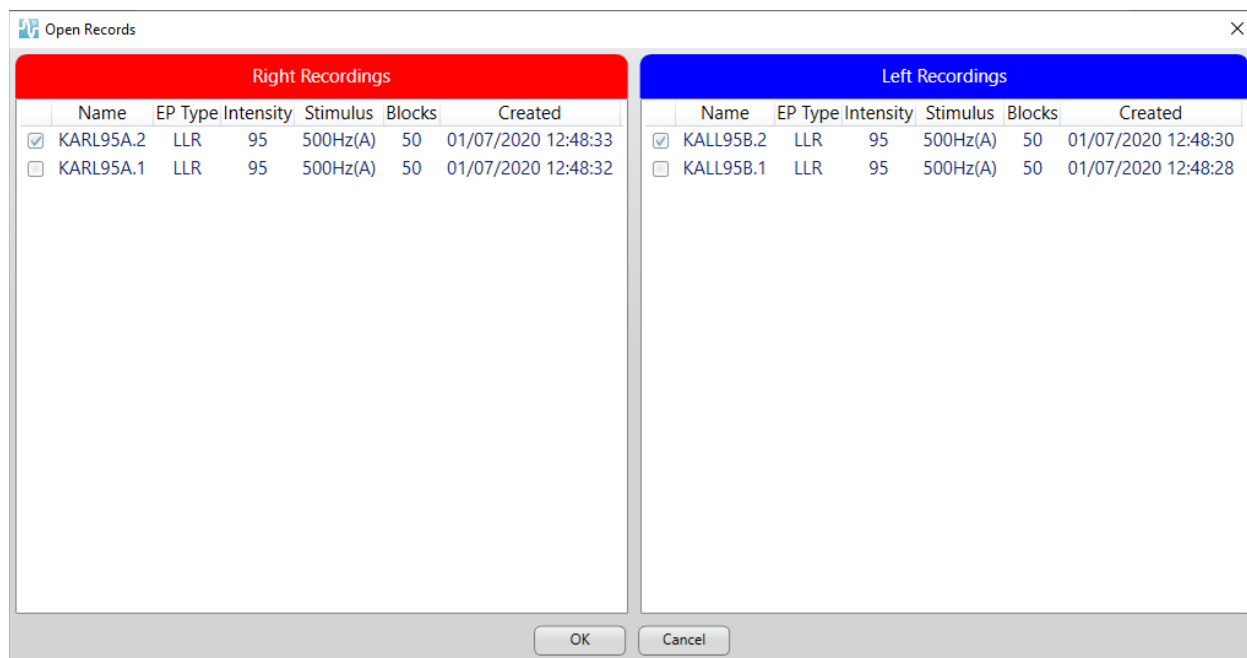 Open Records
Right Recordings
Name EP Type Intensity Stimulus Blocks Created
KARL95A.2 LLR 95 500Hz(A) 50 01/07/2020 12:48:33
KARL95A.1 LLR 95 500Hz(A) 50 01/07/2020 12:48:32
Left Recordings
Name EP Type Intensity Stimulus Blocks Created
KALL95B.2 LLR 95 500Hz(A) 50 01/07/2020 12:48:30
KALL95B.1 LLR 95 500Hz(A) 50 01/07/2020 12:48:28
OK Cancel